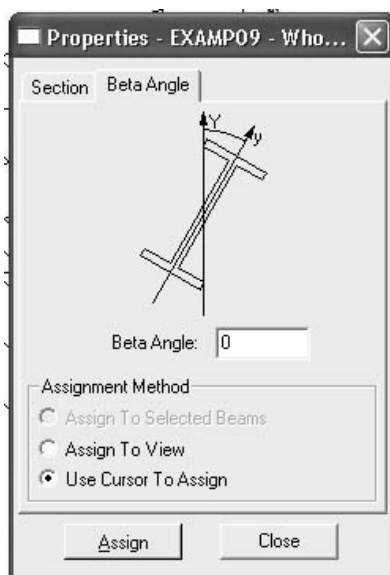 Properties - EXAMP09 - Who...
Section
Beta Angle
Y
y
Beta Angle:
0
Assignment Method
Assign To Selected Beams
Assign To View
Use Cursor To Assign
Assign
Close